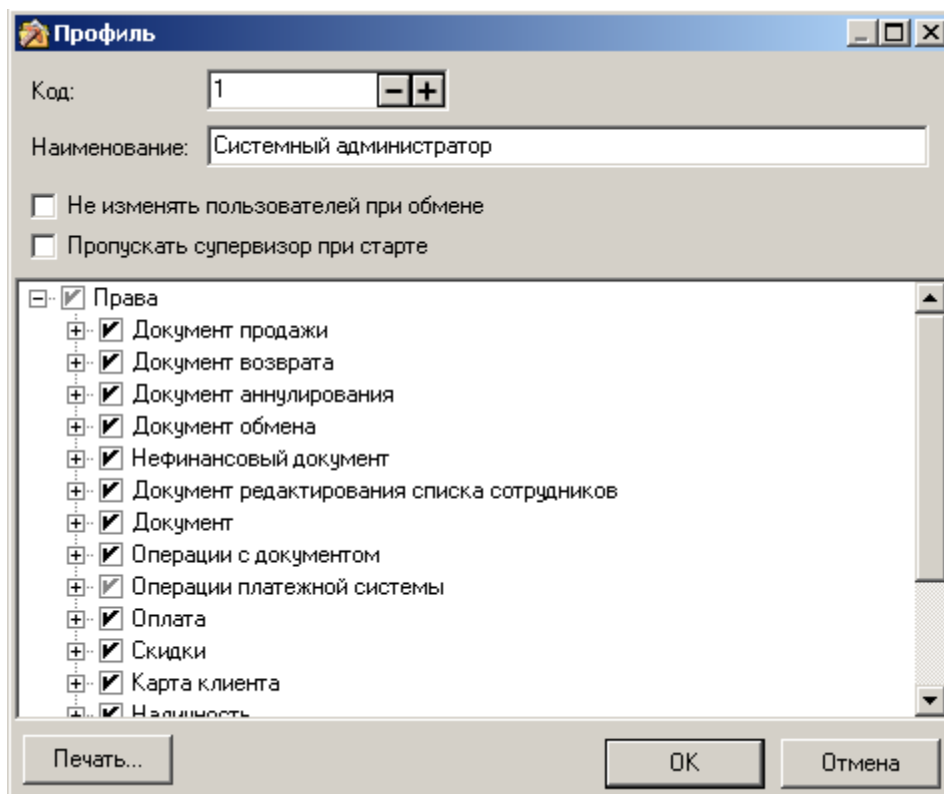 Профиль
Код: 1
Наименование: Системный администратор
Не изменять пользователей при обмене
Пропускать супервизор при старте
Права
Документ продажи
Документ возврата
Документ аннулирования
Документ обмена
Нефинансовый документ
Документ редактирования списка сотрудников
Документ
Операции с документом
Операции платежной системы
Оплата
Скидки
Карта клиента
Наличность
Печать... OK Отмена